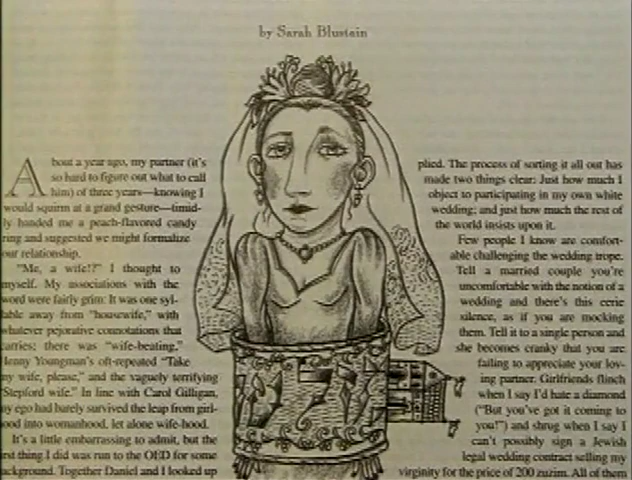 by Sarah Blustain
About a year ago, my partner (it's
so hard to figure out what to call
him) of three years—knowing I
would squirm at a grand gesture—timid-
ly handed me a peach-flavored candy
ring and suggested we might formalize
our relationship.
"Me, a wife!?" I thought to
myself. My associations with the
word were fairly grim: It was one syl-
lable away from "housewife," with
whatever pejorative connotations that
carries; there was "wife-beating,"
Henny Youngman's oft-repeated "Take
my wife, please," and the vaguely terrifying
"Stepford wife." In line with Carol Gilligan,
my ego had barely survived the leap from girl-
hood into womanhood, let alone wife-hood.
It's a little embarrassing to admit, but the
first thing I did was run to the OED for some
background. Together Daniel and I looked up
plied. The process of sorting it all out has
made two things clear: Just how much I
object to participating in my own white
wedding; and just how much the rest of
the world insists upon it.
Few people I know are comfort-
able challenging the wedding trope.
Tell a married couple you're
uncomfortable with the notion of a
wedding and there's this eerie
silence, as if you are mocking
them. Tell it to a single person and
she becomes cranky that you are
failing to appreciate your lov-
ing partner. Girlfriends flinch
when I say I'd hate a diamond
("But you've got it coming to
you!") and shrug when I say I
can't possibly sign a Jewish
legal wedding contract selling my
virginity for the price of 200 zuzim. All of them